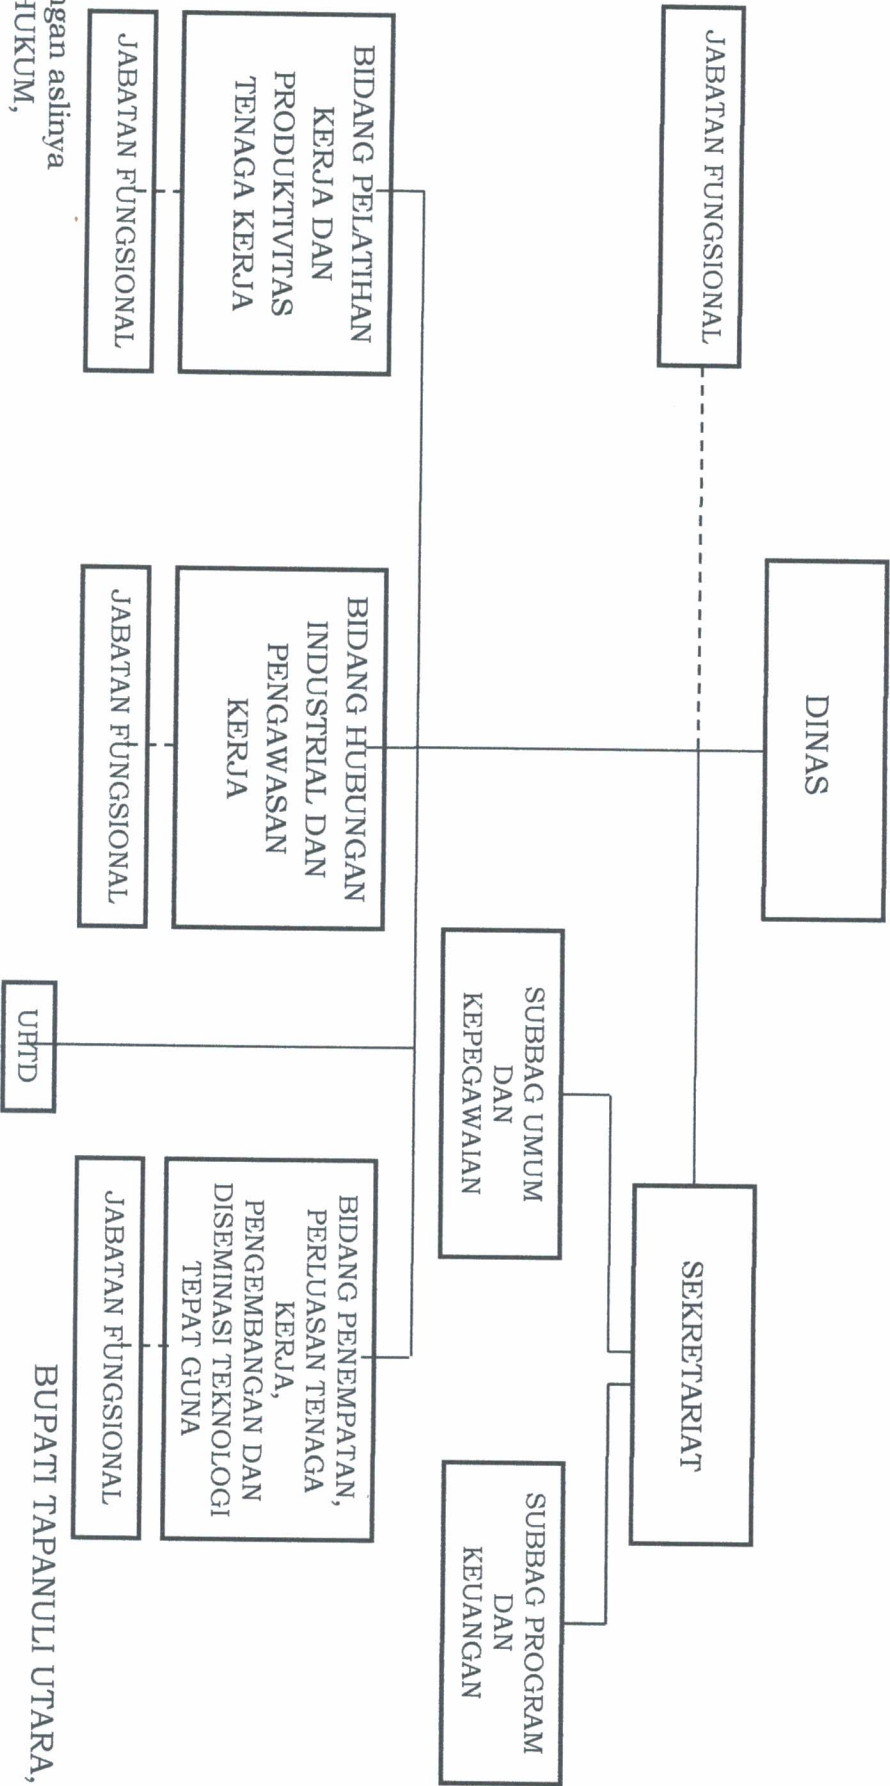 DINAS
JABATAN FUNGSIONAL
SEKRETARIAT
SUBBAG UMUM
DAN
KEPEGAWAIAN
SUBBAG PROGRAM
DAN
KEUANGAN
BIDANG PELATIHAN
KERJA DAN
PRODUKTIVITAS
TENAGA KERJA
JABATAN FUNGSIONAL
BIDANG HUBUNGAN
INDUSTRIAL DAN
PENGAWASAN
KERJA
JABATAN FUNGSIONAL
BIDANG PENEMPATAN,
PERLUASAN TENAGA
KERJA,
PENGEMBANGAN DAN
DISEMINASI TEKNOLOGI
TEPAT GUNA
JABATAN FUNGSIONAL
UPTD
aslinya
HUKUM,
BUPATI TAPANULI UTARA,